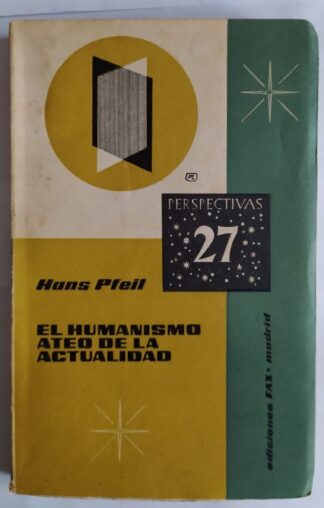 PERSPECTIVAS
27
Hans Pfeil
EL HUMANISMO
ATEO DE LA
ACTUALIDAD
ediciones FAX · madrid